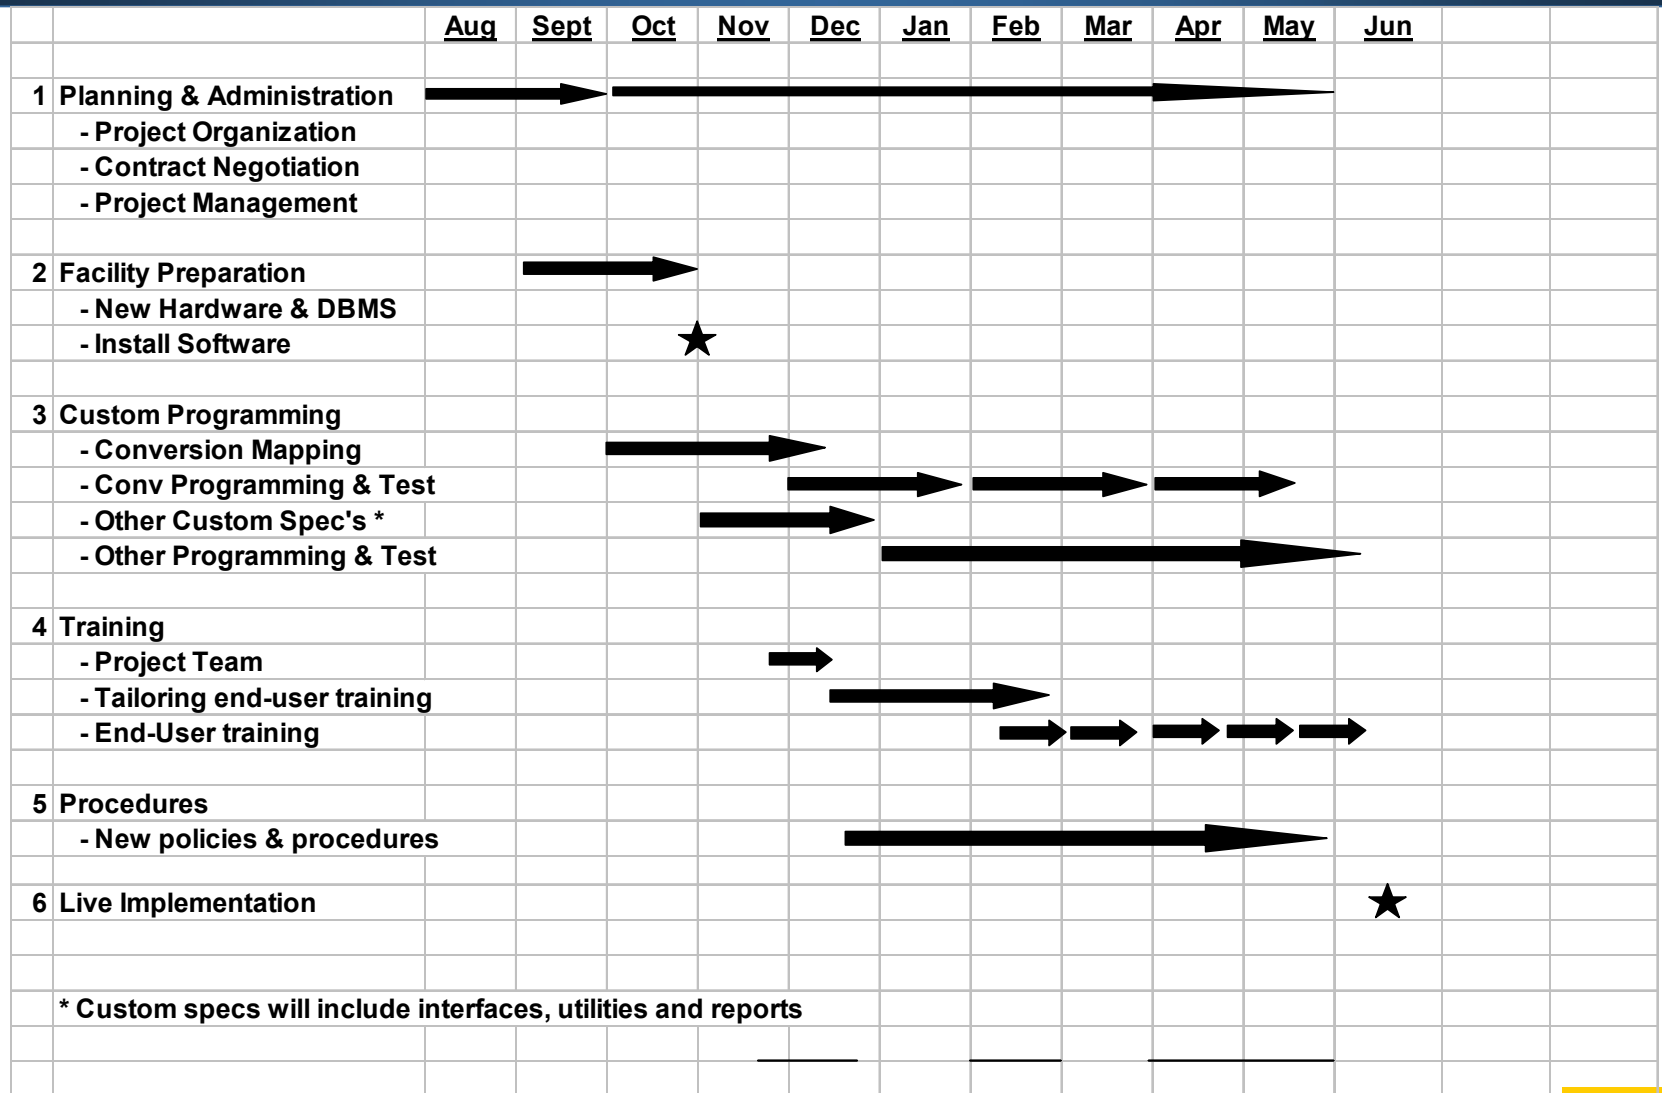 Aug Sept Oct Nov Dec Jan Feb Mar Apr May Jun
1 Planning & Administration
- Project Organization
- Contract Negotiation
- Project Management
2 Facility Preparation
- New Hardware & DBMS
- Install Software
3 Custom Programming
- Conversion Mapping
- Conv Programming & Test
- Other Custom Spec's *
- Other Programming & Test
4 Training
- Project Team
- Tailoring end-user training
- End-User training
5 Procedures
- New policies & procedures
6 Live Implementation
* Custom specs will include interfaces, utilities and reports